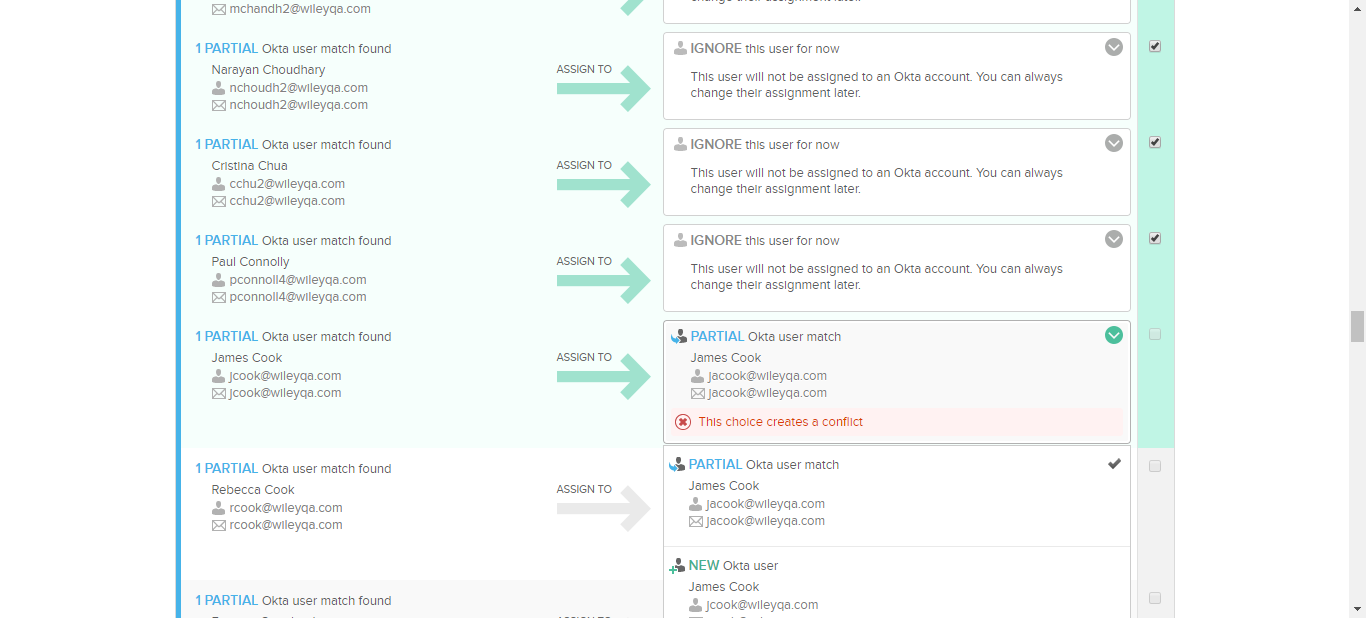 change their assignment later.
mchandh2@wileyqa.com
1 PARTIAL Okta user match found
Narayan Choudhary
nchoudh2@wileyqa.com
nchoudh2@wileyqa.com
ASSIGN TO
IGNORE this user for now
This user will not be assigned to an Okta account. You can always
change their assignment later.
1 PARTIAL Okta user match found
Cristina Chua
cchu2@wileyqa.com
cchu2@wileyqa.com
ASSIGN TO
IGNORE this user for now
This user will not be assigned to an Okta account. You can always
change their assignment later.
1 PARTIAL Okta user match found
Paul Connolly
pconnoll4@wileyqa.com
pconnoll4@wileyqa.com
ASSIGN TO
IGNORE this user for now
This user will not be assigned to an Okta account. You can always
change their assignment later.
1 PARTIAL Okta user match found
James Cook
jcook@wileyqa.com
jcook@wileyqa.com
ASSIGN TO
PARTIAL Okta user match
James Cook
jacook@wileyqa.com
jacook@wileyqa.com
This choice creates a conflict
1 PARTIAL Okta user match found
Rebecca Cook
rcook@wileyqa.com
rcook@wileyqa.com
ASSIGN TO
PARTIAL Okta user match
James Cook
jacook@wileyqa.com
jacook@wileyqa.com
NEW Okta user
James Cook
jcook@wileyqa.com
1 PARTIAL Okta user match found
ASSIGN TO